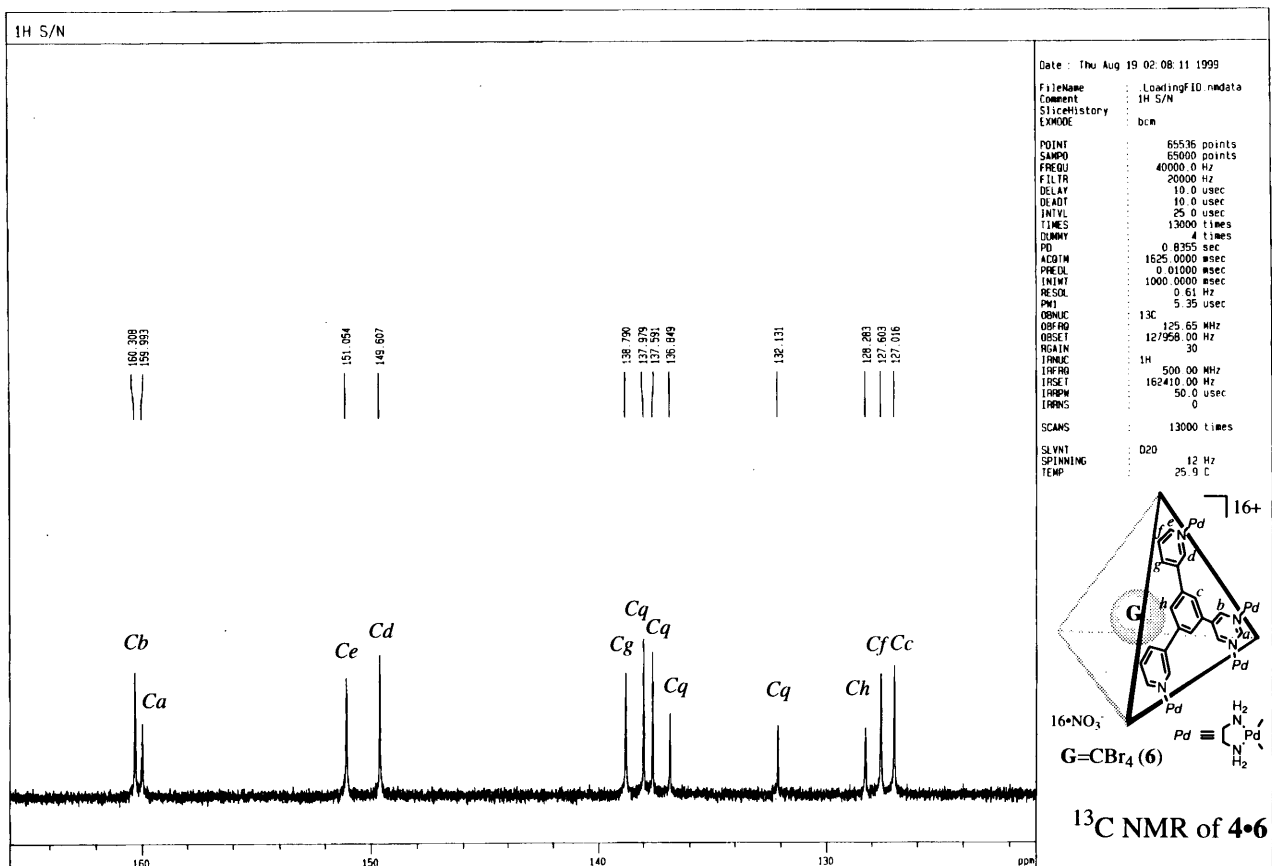 1H S/N
Date : Thu Aug 19 02:08:11 1999
FileName : .LoadingFID.nmdata
Comment : 1H S/N
SliceHistory :
EXMODE : bcm
POINT : 65536 points
SAMPO : 65000 points
FREQU : 40000.0 Hz
FILTR : 20000 Hz
DELAY : 10.0 usec
DEADT : 10.0 usec
INTVL : 25.0 usec
TIMES : 13000 times
DUMMY : 4 times
PD : 0.8355 sec
ACQTM : 1625.0000 msec
PREDL : 0.01000 msec
INIWT : 1000.0000 msec
RESOL : 0.61 Hz
PW1 : 5.35 usec
OBNUC : 13C
OBFRQ : 125.65 MHz
OBSET : 127958.00 Hz
RGAIN : 30
IRNUC : 1H
IRFRQ : 500.00 MHz
IRSET : 162410.00 Hz
IRRPW : 50.0 usec
IRRNS : 0
SCANS : 13000 times
SLVNT : D2O
SPINNING : 12 Hz
TEMP : 25.9 C
160.308
159.993
151.054
149.607
138.790
137.979
137.591
136.849
132.131
128.283
127.603
127.016
Cb
Ca
Ce
Cd
Cg
Cq
Cq
Cq
Cq
Ch
Cf
Cc
160
150
140
130
ppm
16+
e
Pd
f
N
d
g
h
c
b
Pd
G
N
a
N
Pd
N
Pd
16•NO3-
Pd ≡
H2
N
Pd
N
H2
G=CBr4 (6)
13C NMR of 4•6